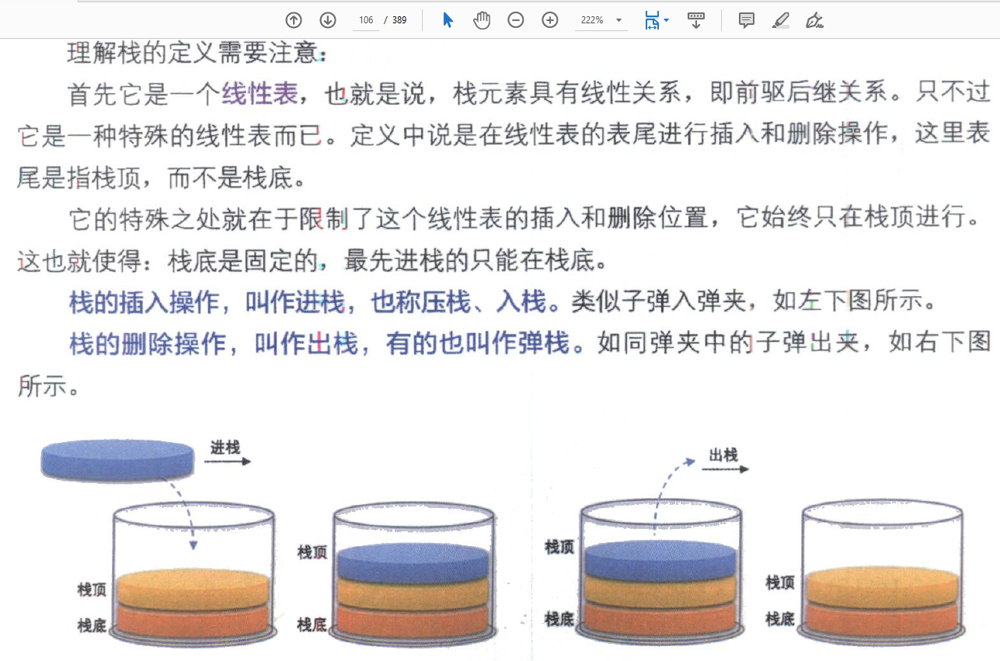 106 / 389 222%
理解栈的定义需要注意：
首先它是一个线性表，也就是说，栈元素具有线性关系，即前驱后继关系。只不过
它是一种特殊的线性表而已。定义中说是在线性表的表尾进行插入和删除操作，这里表
尾是指栈顶，而不是栈底。
它的特殊之处就在于限制了这个线性表的插入和删除位置，它始终只在栈顶进行。
这也就使得：栈底是固定的，最先进栈的只能在栈底。
栈的插入操作，叫作进栈，也称压栈、入栈。类似子弹入弹夹，如左下图所示。
栈的删除操作，叫作出栈，有的也叫作弹栈。如同弹夹中的子弹出夹，如右下图
所示。
进栈
出栈
栈顶
栈顶
栈顶
栈顶
栈底
栈底
栈底
栈底